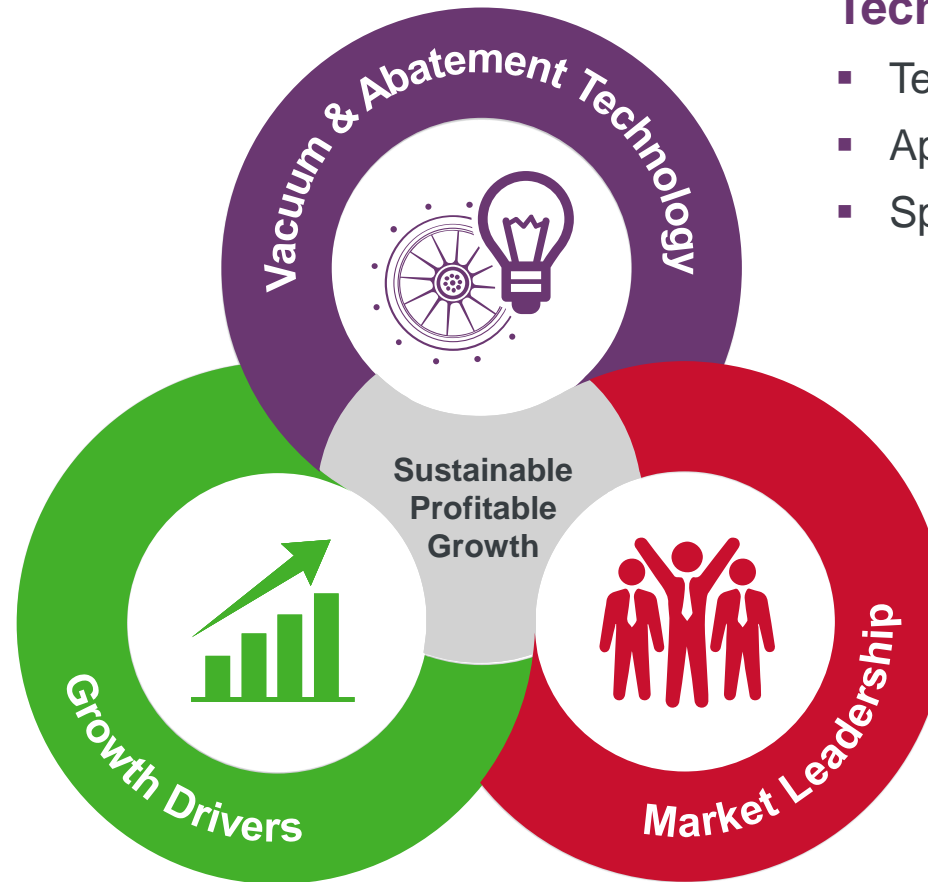 Vacuum & Abatement Technology
Sustainable
Profitable
Growth
Growth Drivers
Market Leadership